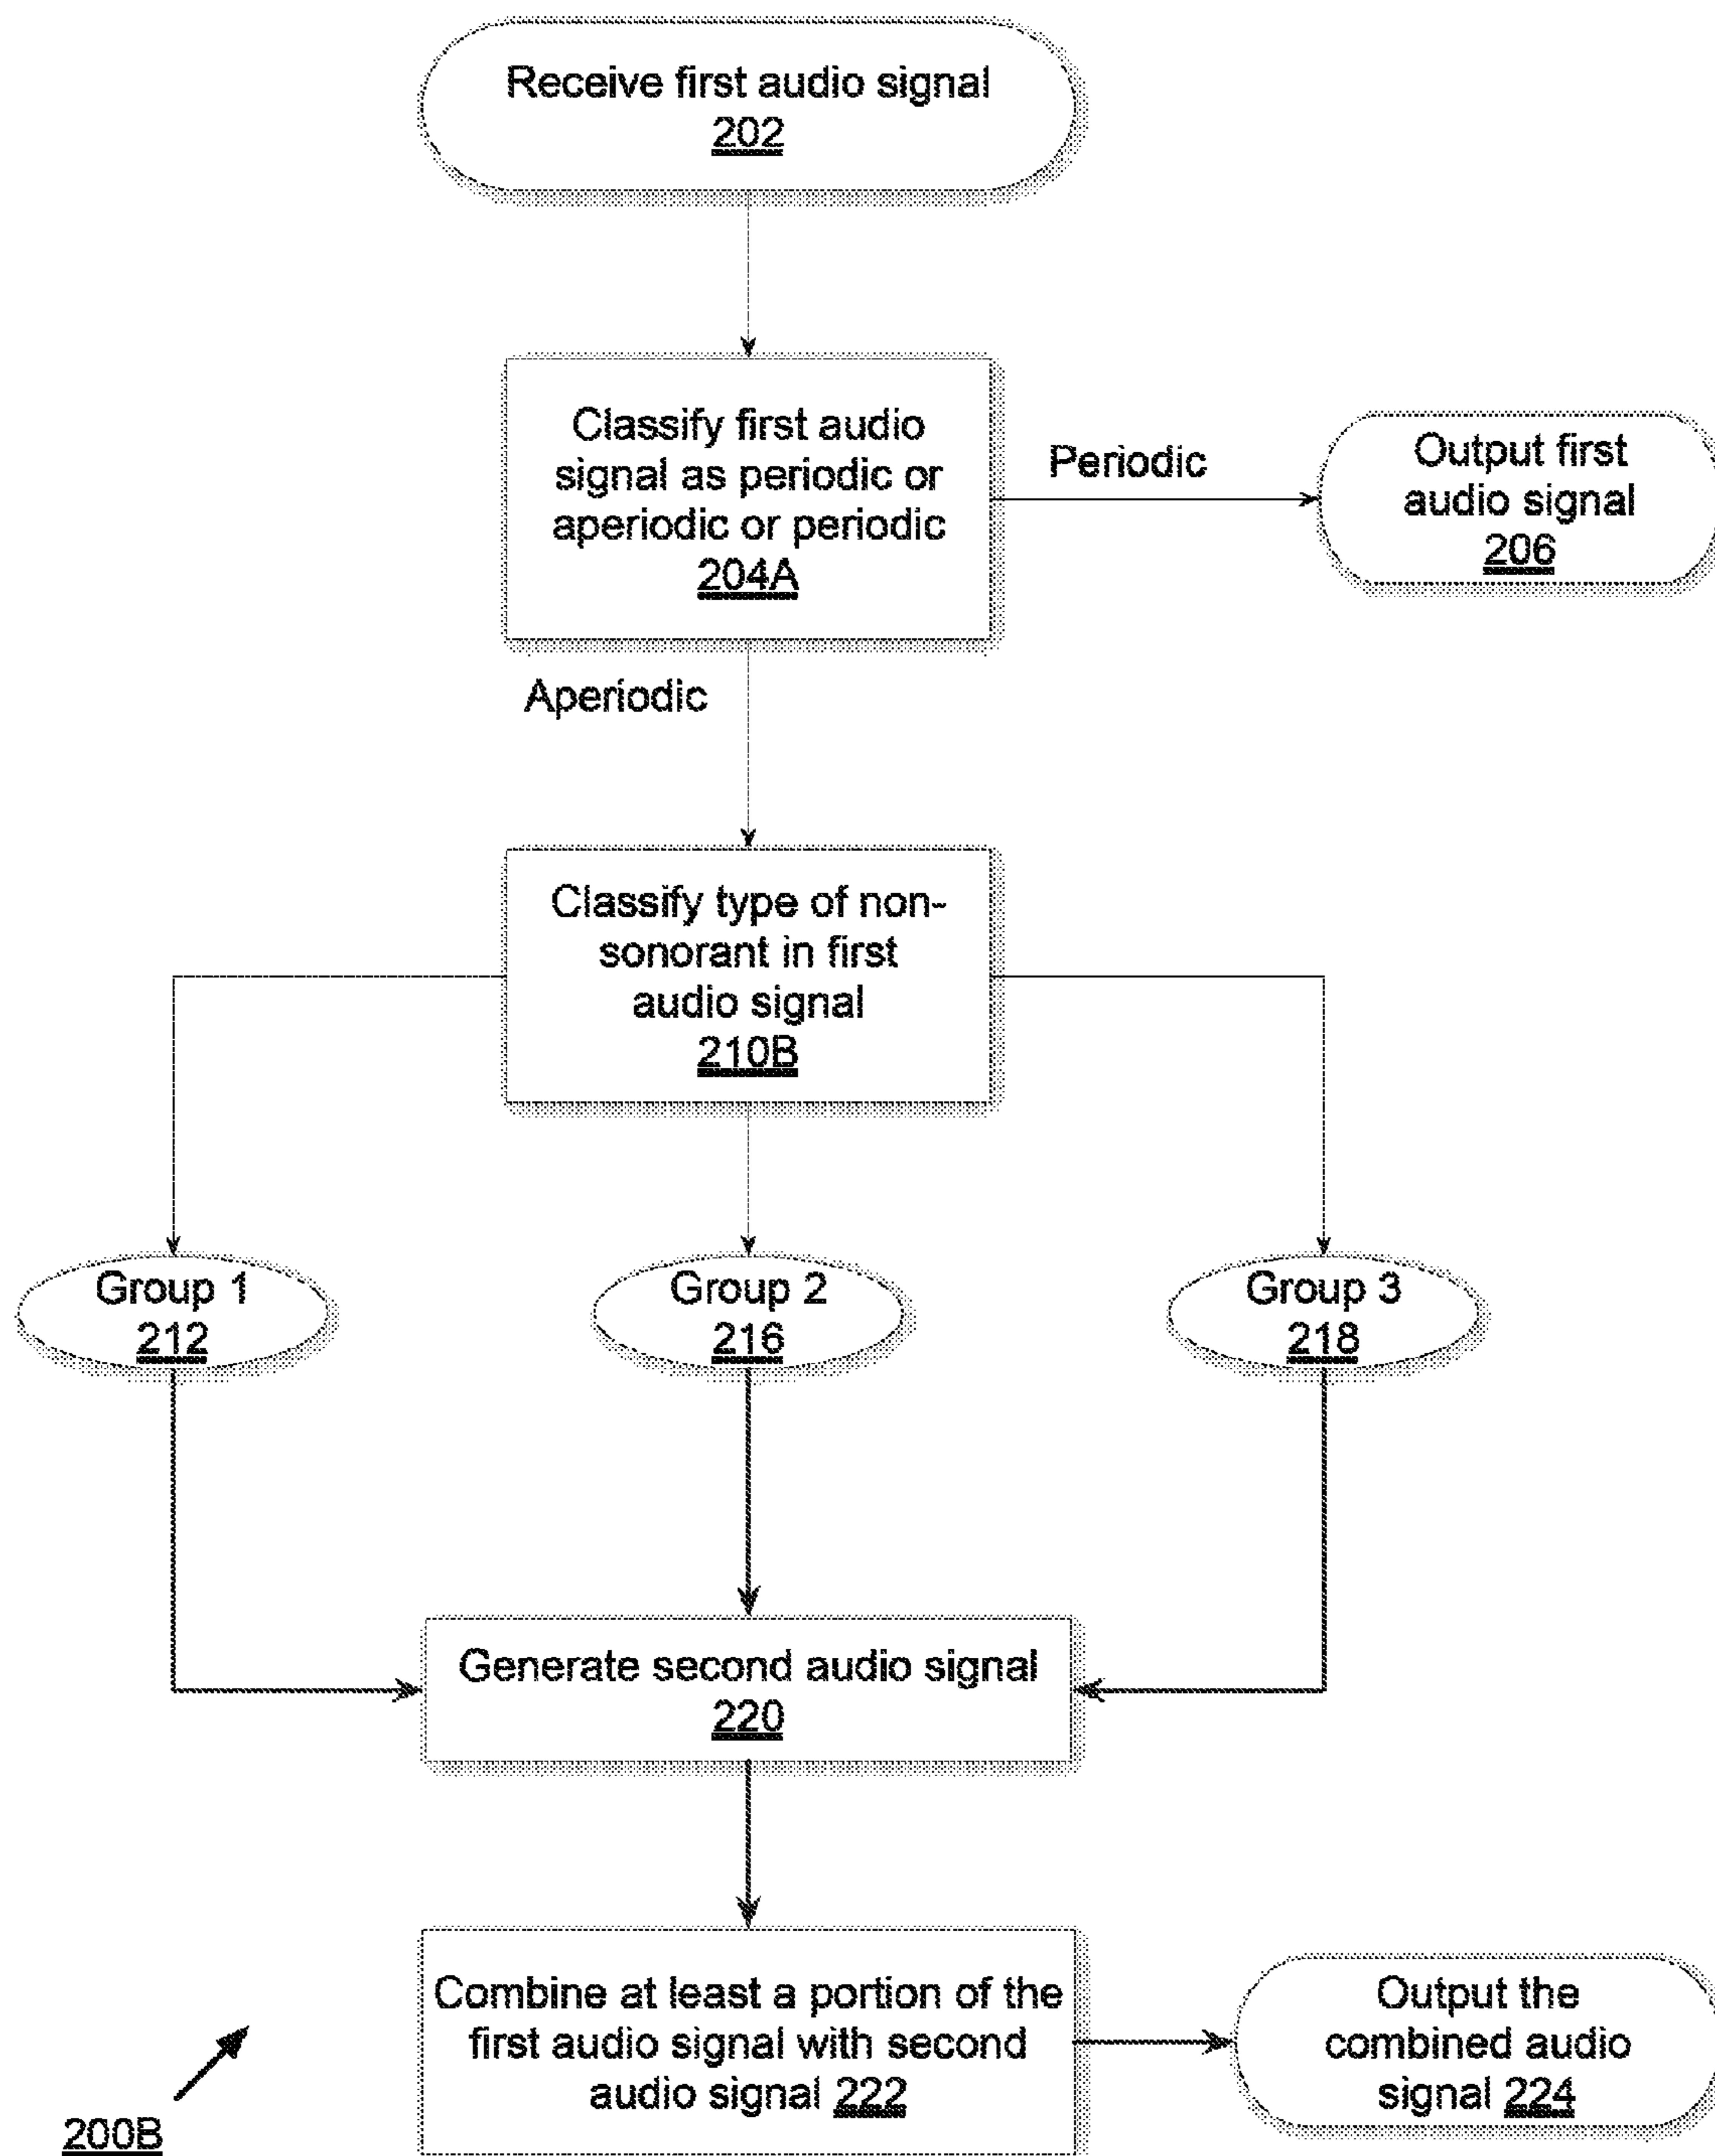 Receive first audio signal
202
Classify first audio
signal as periodic or
aperiodic or periodic
204A
Periodic
Output first
audio signal
206
Aperiodic
Classify type of non-
sonorant in first
audio signal
210B
Group 1
212
Group 2
216
Group 3
218
Generate second audio signal
220
Combine at least a portion of the
first audio signal with second
audio signal 222
Output the
combined audio
signal 224
200B